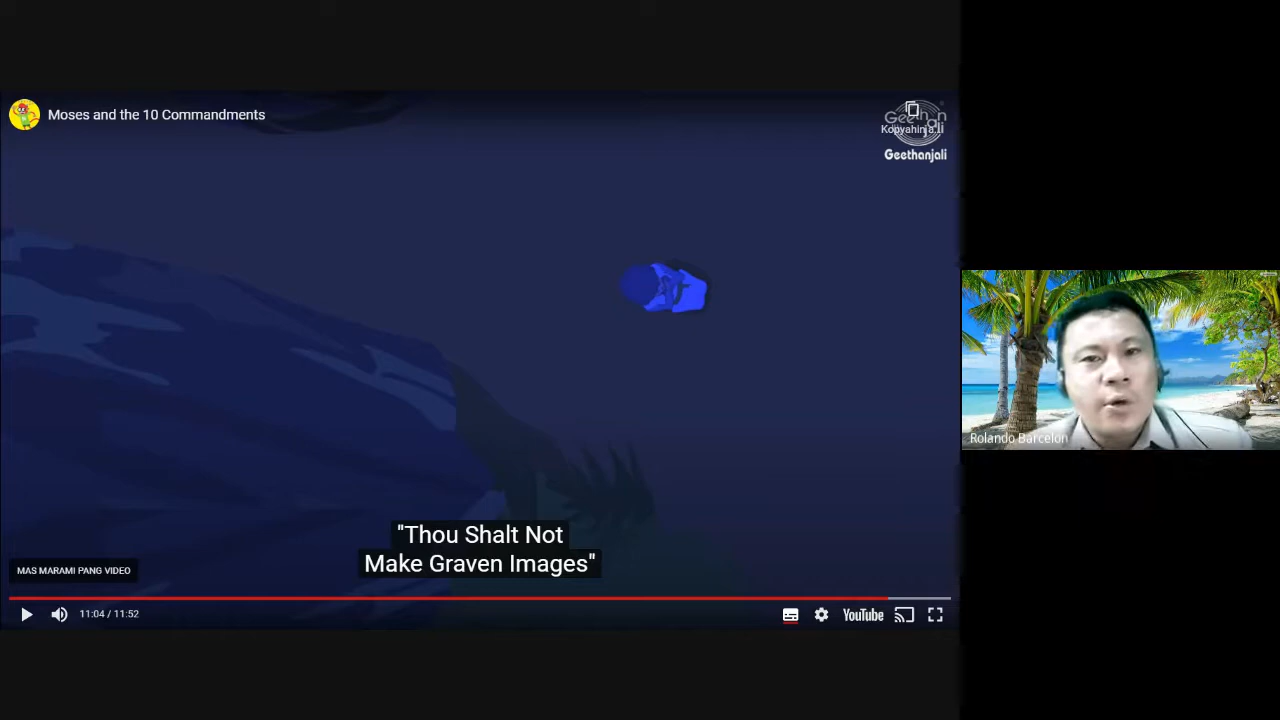 Moses and the 10 Commandments
Geethanjali
Geethanjali
"Thou Shalt Not
Make Graven Images"
MAS MARAMI PANG VIDEO
11:04 / 11:52
YouTube
Rolando Barcelon